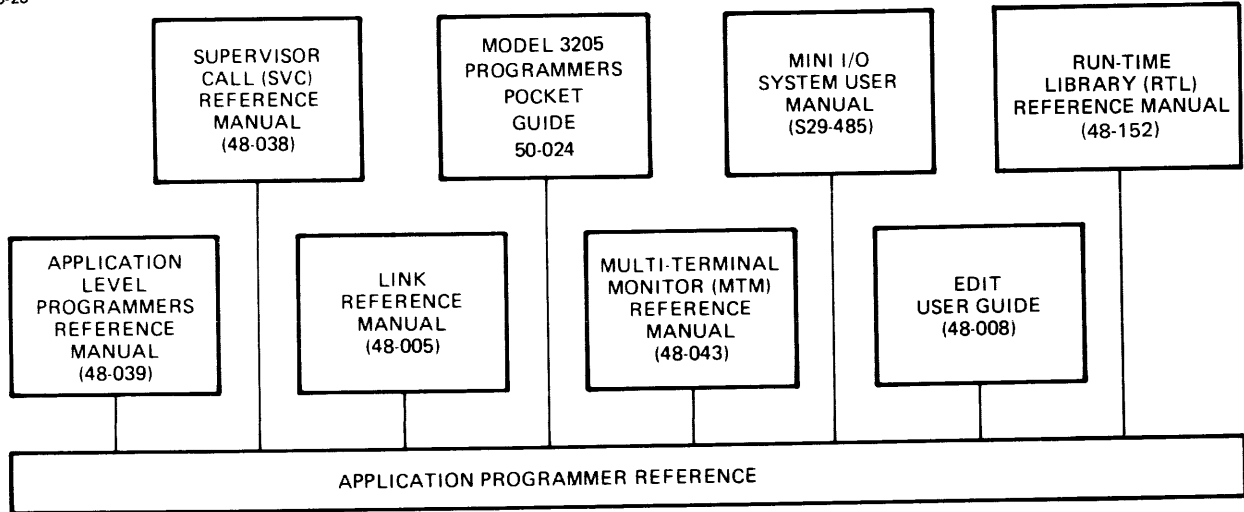 SUPERVISOR
CALL (SVC)
REFERENCE
MANUAL
(48-038)
MODEL 3205
PROGRAMMERS
POCKET
GUIDE
50-024
MINI I/O
SYSTEM USER
MANUAL
(S29-485)
RUN-TIME
LIBRARY (RTL)
REFERENCE MANUAL
(48-152)
APPLICATION
LEVEL
PROGRAMMERS
REFERENCE
MANUAL
(48-039)
LINK
REFERENCE
MANUAL
(48-005)
MULTI-TERMINAL
MONITOR (MTM)
REFERENCE
MANUAL
(48-043)
EDIT
USER GUIDE
(48-008)
APPLICATION PROGRAMMER REFERENCE